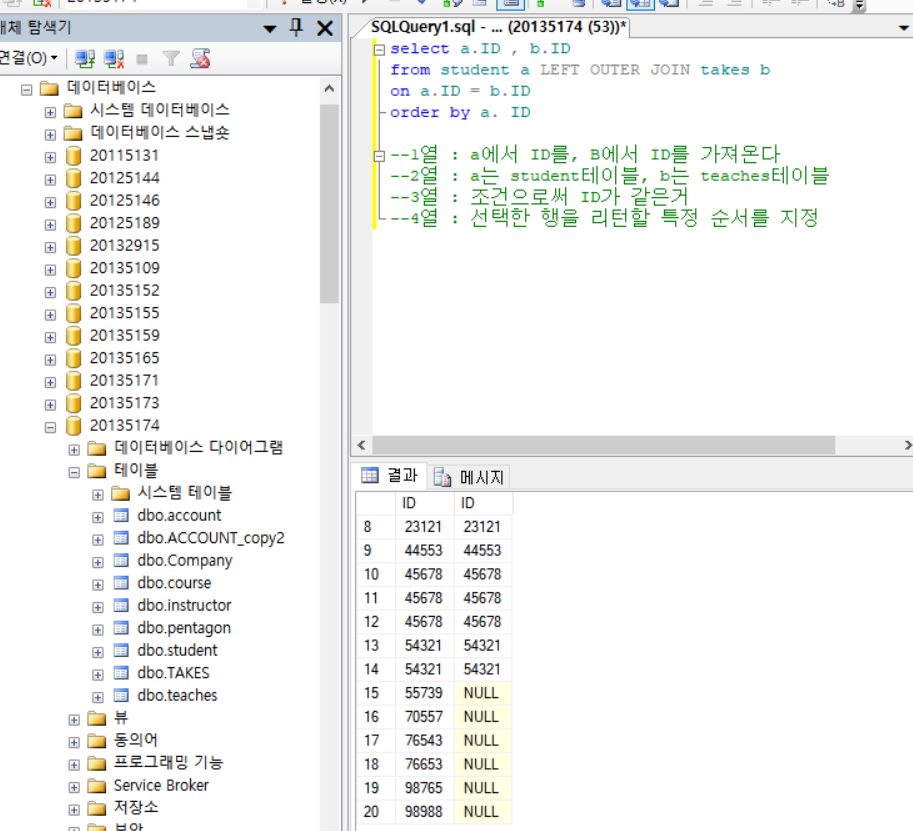 SQLQuery1.sql - ... (20135174 (53))*
데이터베이스
시스템 데이터베이스
데이터베이스 스냅숏
20115131
20125144
20125146
20125189
20132915
20135109
20135152
20135155
20135159
20135165
20135171
20135173
20135174
데이터베이스 다이어그램
테이블
시스템 테이블
dbo.account
dbo.ACCOUNT_copy2
dbo.Company
dbo.course
dbo.instructor
dbo.pentagon
dbo.student
dbo.TAKES
dbo.teaches
뷰
동의어
프로그래밍 기능
Service Broker
저장소
select a.ID , b.ID
from student a LEFT OUTER JOIN takes b
on a.ID = b.ID
order by a. ID
--1열 : a에서 ID를, B에서 ID를 가져온다
--2열 : a는 student테이블, b는 teaches테이블
--3열 : 조건으로써 ID가 같은거
--4열 : 선택한 행을 리턴할 특정 순서를 지정
결과 메시지
ID ID
8 23121 23121
9 44553 44553
10 45678 45678
11 45678 45678
12 45678 45678
13 54321 54321
14 54321 54321
15 55739 NULL
16 70557 NULL
17 76543 NULL
18 76653 NULL
19 98765 NULL
20 98988 NULL